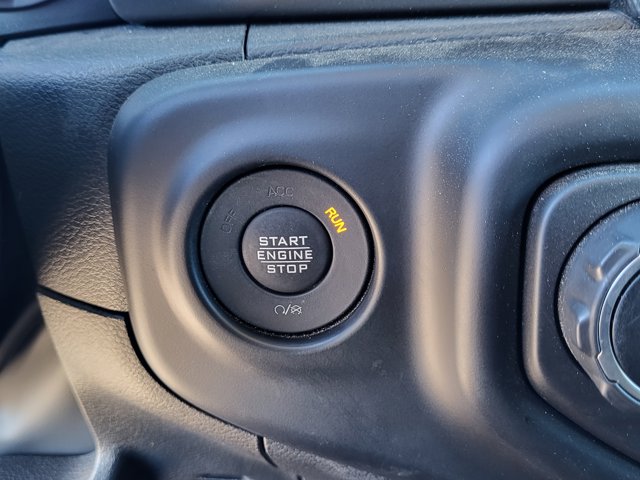 OFF
ACC
RUN
START
ENGINE
STOP